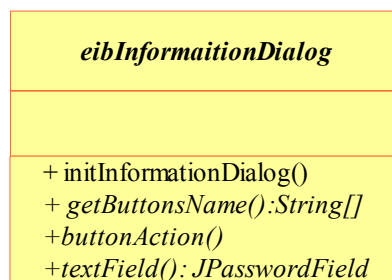 eibInformaitionDialog
+ initInformationDialog()
+ getButtonsName():String[]
+buttonAction()
+textField(): JPasswordField